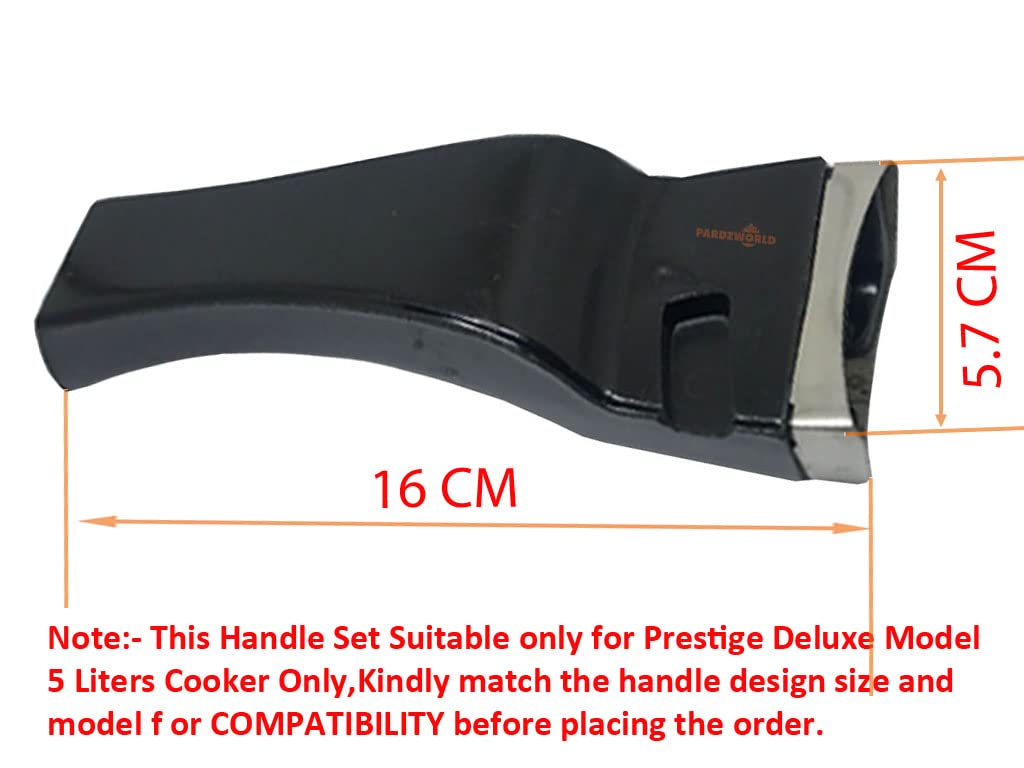 PARDZWORLD
5.7 CM
16 CM
Note:- This Handle Set Suitable only for Prestige Deluxe Model
5 Liters Cooker Only,Kindly match the handle design size and
model f or COMPATIBILITY before placing the order.